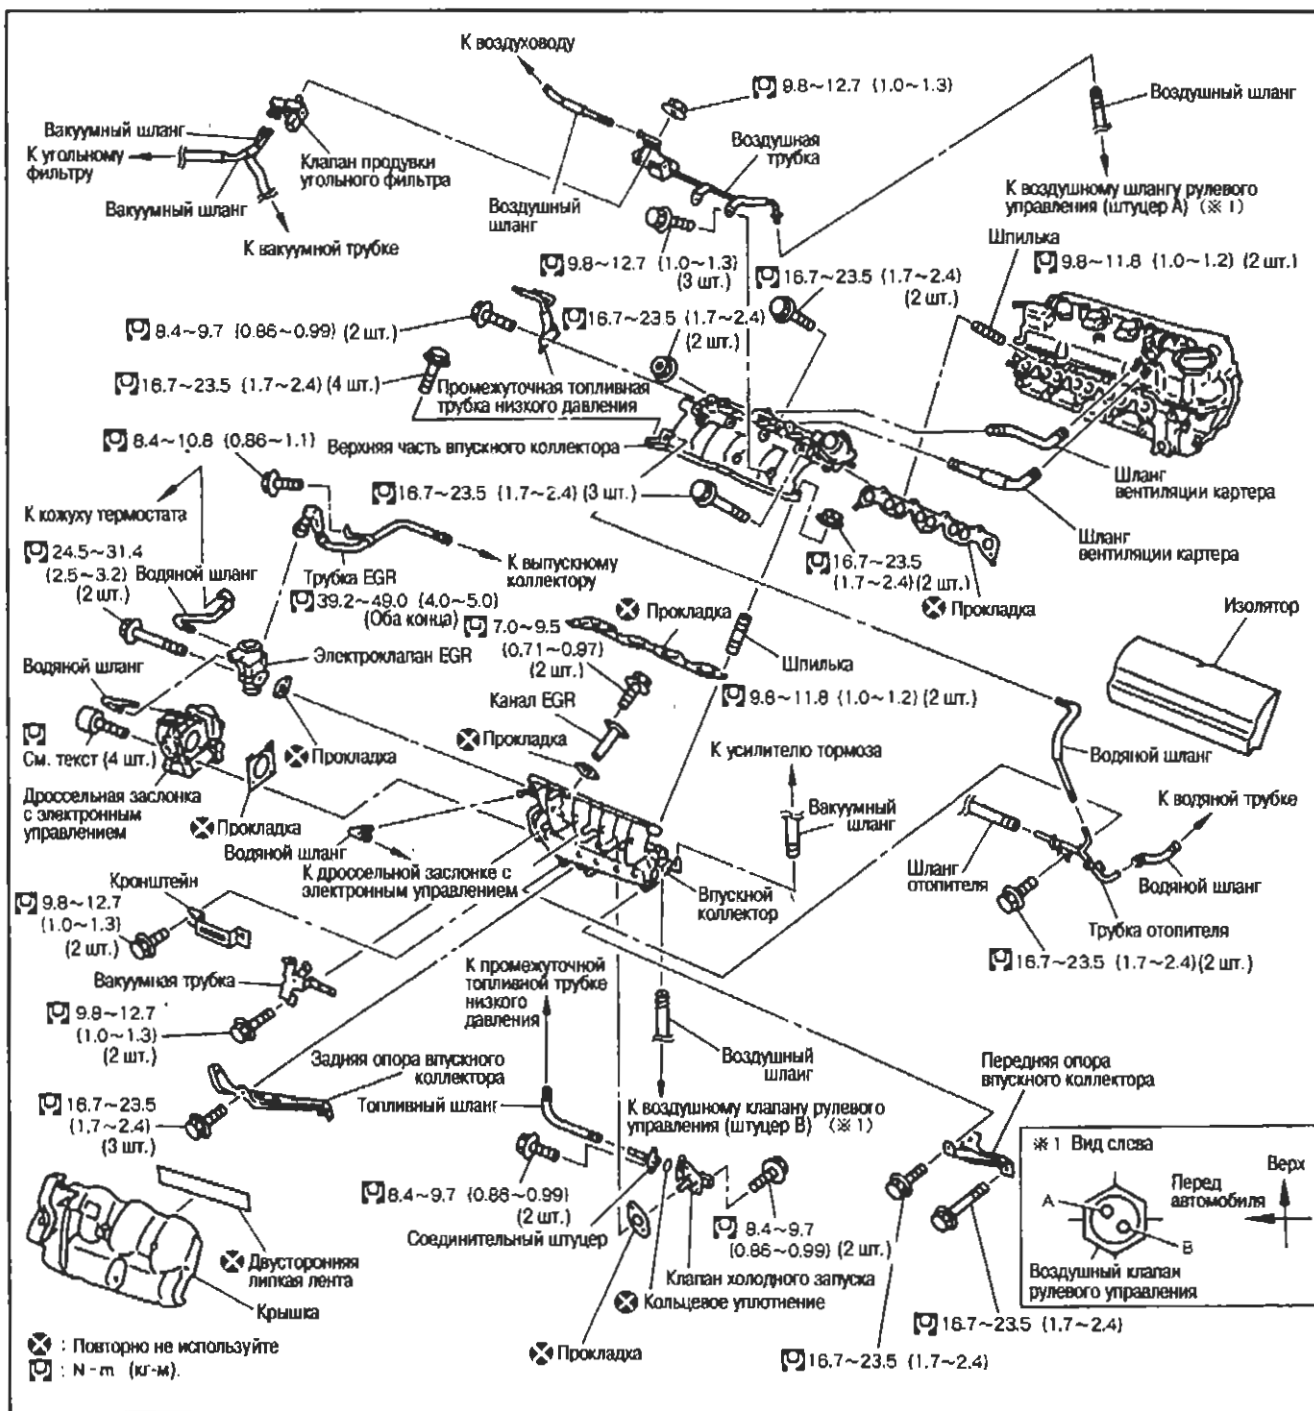 К воздуховоду
9.8~12.7 (1.0~1.3)
Воздушный шланг
Вакуумный шланг
К угольному
фильтру
Клапан продувки
угольного фильтра
Воздушная
трубка
Вакуумный шланг
Воздушный
шланг
К воздушному шлангу рулевого
управления (штуцер А) (※ 1)
К вакуумной трубке
Шпилька
9.8~12.7 (1.0~1.3)
(3 шт.)
16.7~23.5 (1.7~2.4)
(2 шт.)
9.8~11.8 (1.0~1.2) (2 шт.)
8.4~9.7 (0.86~0.99) (2 шт.)
16.7~23.5 (1.7~2.4)
(2 шт.)
16.7~23.5 (1.7~2.4) (4 шт.)
Промежуточная топливная
трубка низкого давления
8.4~10.8 (0.86~1.1)
Верхняя часть впускного коллектора
16.7~23.5 (1.7~2.4) (3 шт.)
Шланг
вентиляции картера
К кожуху термостата
Шланг
вентиляции картера
24.5~31.4
(2.5~3.2)
(2 шт.)
Водяной шланг
Трубка EGR
К выпускному
коллектору
16.7~23.5
(1.7~2.4) (2 шт.)
39.2~49.0 (4.0~5.0)
(Оба конца)
Прокладка
Прокладка
Изолятор
7.0~9.5
(0.71~0.97)
(2 шт.)
Электроклапан EGR
Шпилька
Водяной шланг
9.8~11.8 (1.0~1.2) (2 шт.)
Канал EGR
Прокладка
К усилителю тормоза
См. текст (4 шт.)
Прокладка
Водяной шланг
Дроссельная заслонка
с электронным
управлением
Прокладка
Вакуумный
шланг
К водяной трубке
Водяной шланг
К дроссельной заслонке с
электронным управлением
Шланг
отопителя
Водяной шланг
Кронштейн
Впускной
коллектор
9.8~12.7
(1.0~1.3)
(2 шт.)
Трубка отопителя
16.7~23.5 (1.7~2.4) (2 шт.)
Вакуумная трубка
К промежуточной
топливной трубке
низкого
давления
9.8~12.7
(1.0~1.3)
(2 шт.)
Задняя опора впускного
коллектора
Воздушный
шланг
Передняя опора
впускного коллектора
Топливный шланг
16.7~23.5
(1.7~2.4)
(3 шт.)
К воздушному клапану рулевого
управления (штуцер В) (※ 1)
※ 1 Вид слева
Верх
Перед
автомобиля
A
B
Воздушный клапан
рулевого управления
8.4~9.7 (0.86~0.99)
(2 шт.)
8.4~9.7
(0.86~0.99) (2 шт.)
Соединительный штуцер
Двусторонняя
липкая лента
Клапан холодного запуска
Кольцевое уплотнение
Крышка
16.7~23.5 (1.7~2.4)
Прокладка
16.7~23.5 (1.7~2.4)
: Повторно не используйте
: N-m (кг-м).